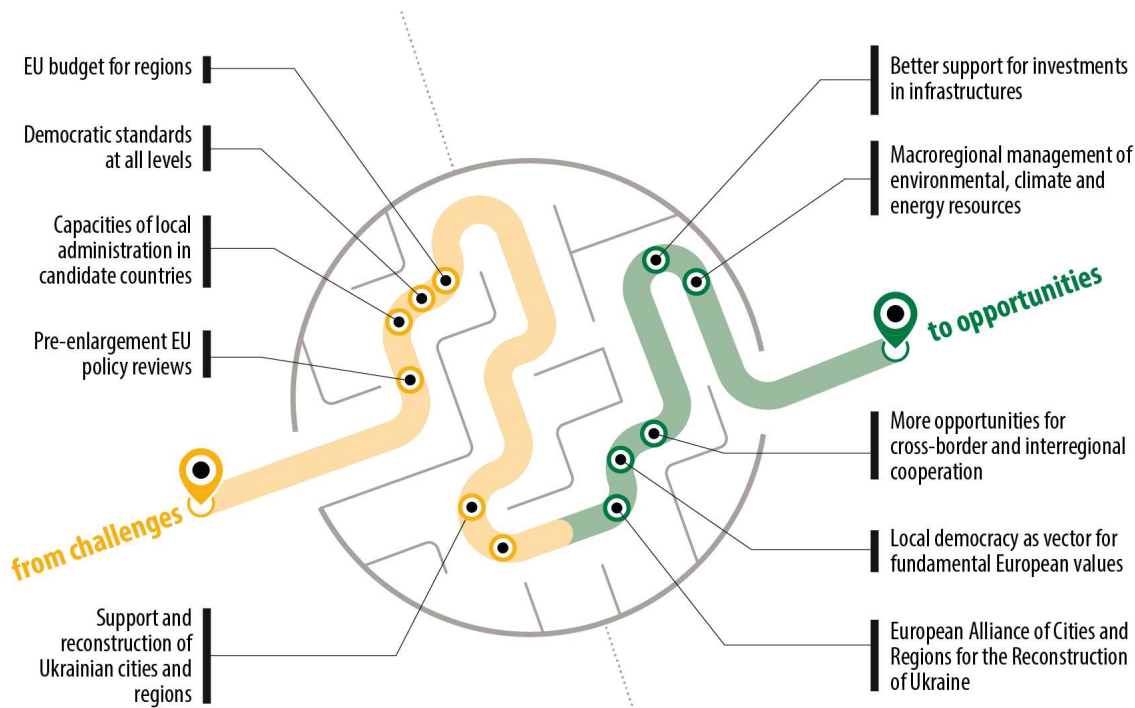 EU budget for regions
Democratic standards
at all levels
Capacities of local
administration in
candidate countries
Pre-enlargement EU
policy reviews
from challenges
Support and
reconstruction of
Ukrainian cities and
regions
Better support for investments
in infrastructures
Macroregional management of
environmental, climate and
energy resources
to opportunities
More opportunities for
cross-border and interregional
cooperation
Local democracy as vector for
fundamental European values
European Alliance of Cities and
Regions for the Reconstruction
of Ukraine